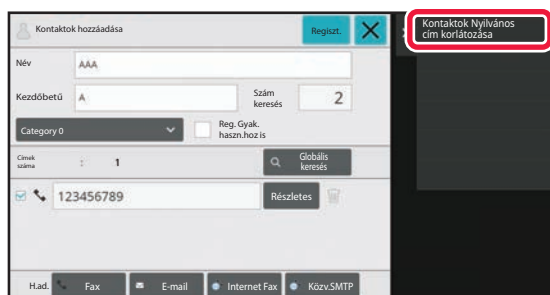 Kontaktok hozzáadása
Regiszt.
Kontaktok Nyilvános
cím korlátozása
Név
AAA
Kezdőbetű
A
Szám
keresés
2
Category 0
Reg. Gyak.
haszn.hoz is
Címek
száma
:
1
Globális
keresés
123456789
Részletes
H.ad.
Fax
E-mail
Internet Fax
Közv.SMTP